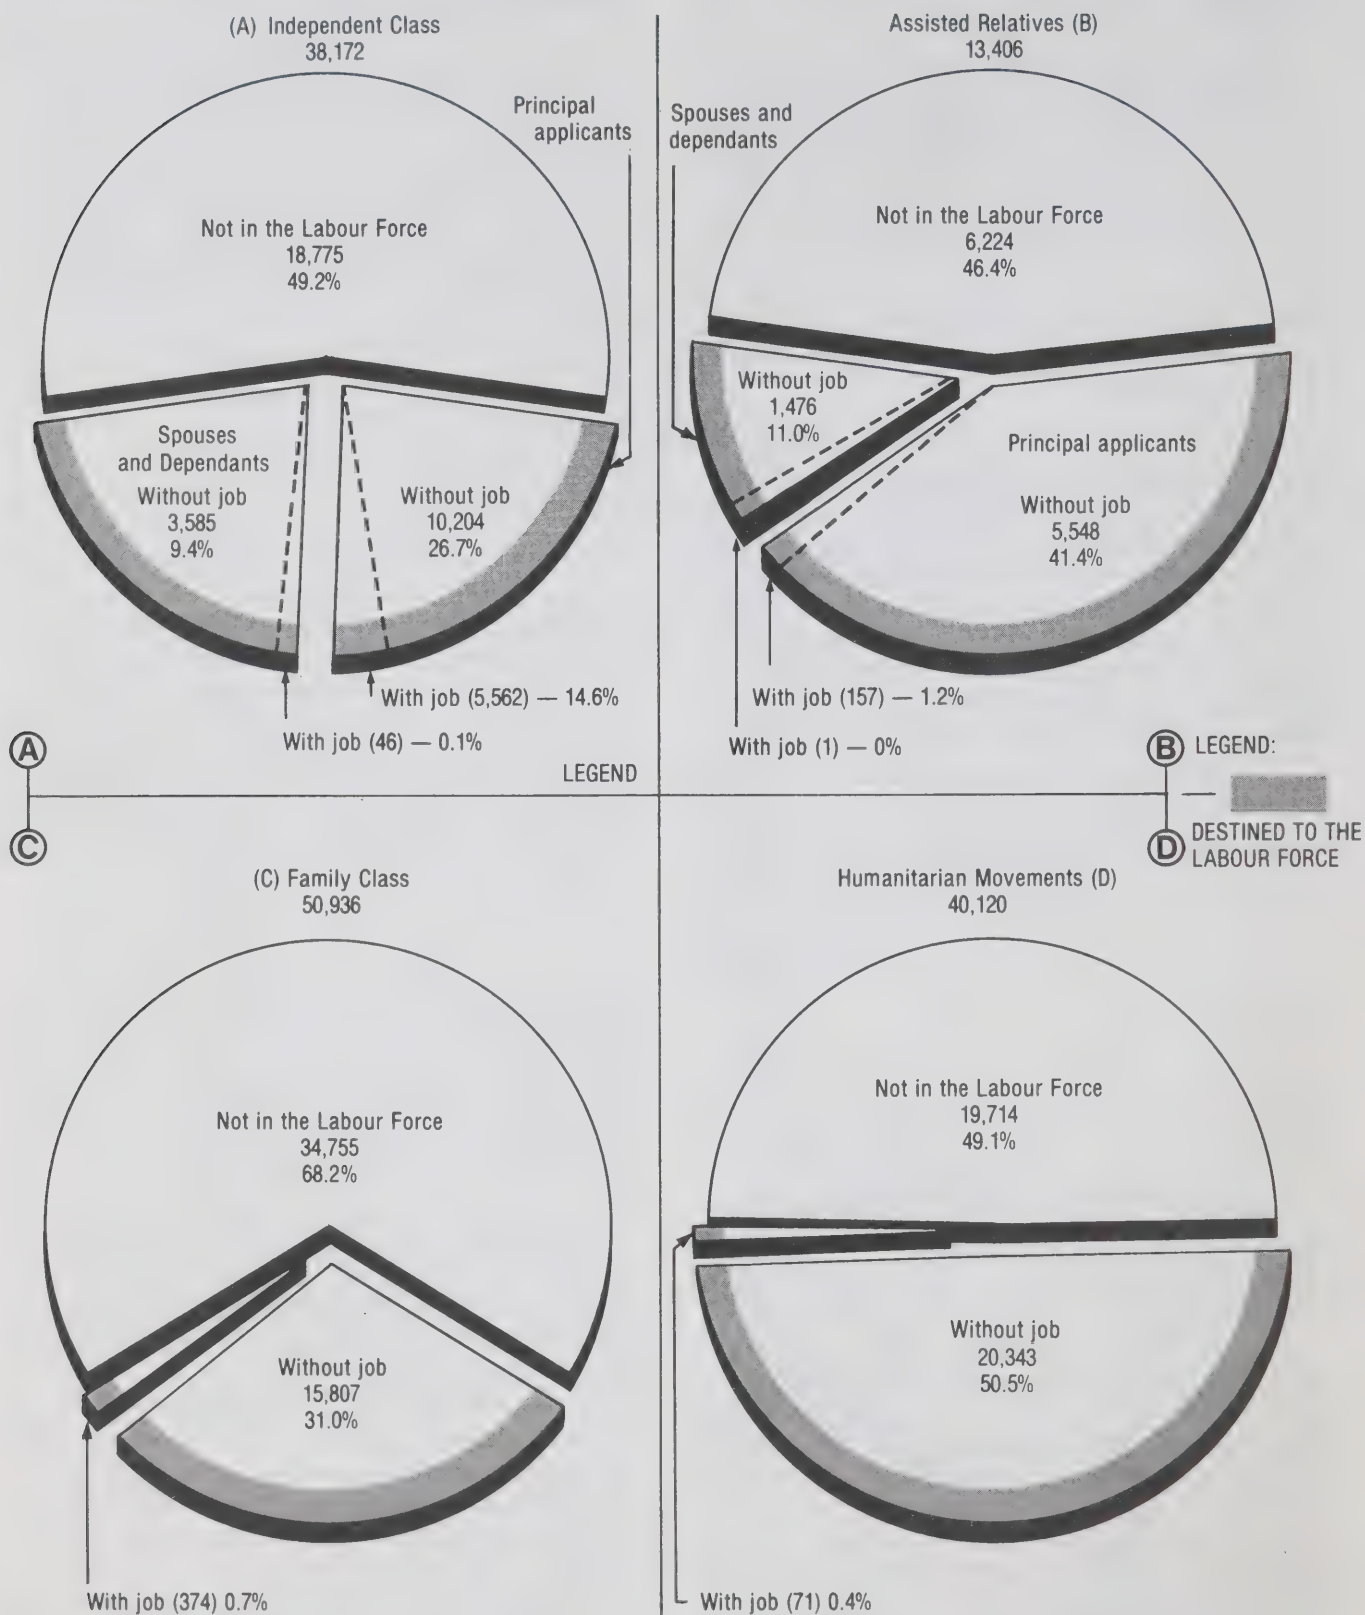 (A) Independent Class
38,172
Principal
applicants
Not in the Labour Force
18,775
49.2%
Spouses
and Dependants
Without job
3,585
9.4%
Without job
10,204
26.7%
With job (5,562) — 14.6%
With job (46) — 0.1%
Assisted Relatives (B)
13,406
Spouses and
dependants
Not in the Labour Force
6,224
46.4%
Without job
1,476
11.0%
Principal applicants
Without job
5,548
41.4%
With job (157) — 1.2%
With job (1) — 0%
A
LEGEND
B LEGEND:
C
D DESTINED TO THE
LABOUR FORCE
(C) Family Class
50,936
Not in the Labour Force
34,755
68.2%
Without job
15,807
31.0%
With job (374) 0.7%
Humanitarian Movements (D)
40,120
Not in the Labour Force
19,714
49.1%
Without job
20,343
50.5%
With job (71) 0.4%